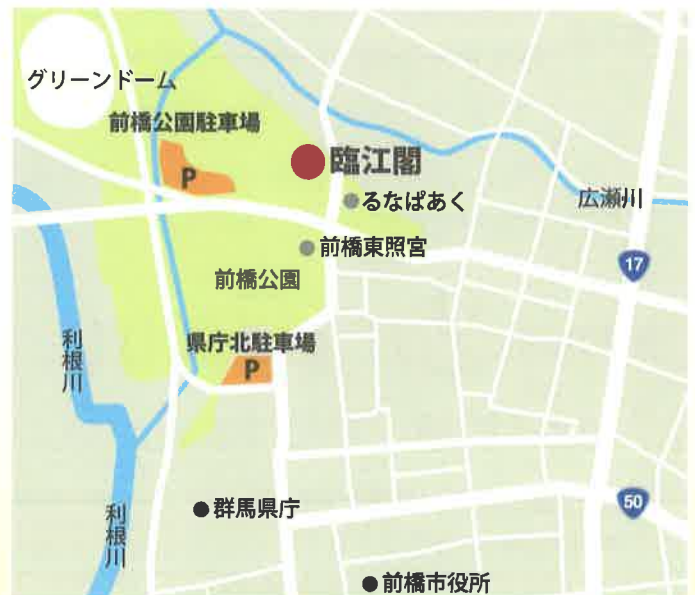 グリーンドーム
前橋公園駐車場
P
臨江閣
るなぱあく
広瀬川
前橋東照宮
17
前橋公園
利根川
県庁北駐車場
P
50
群馬県庁
利根川
前橋市役所